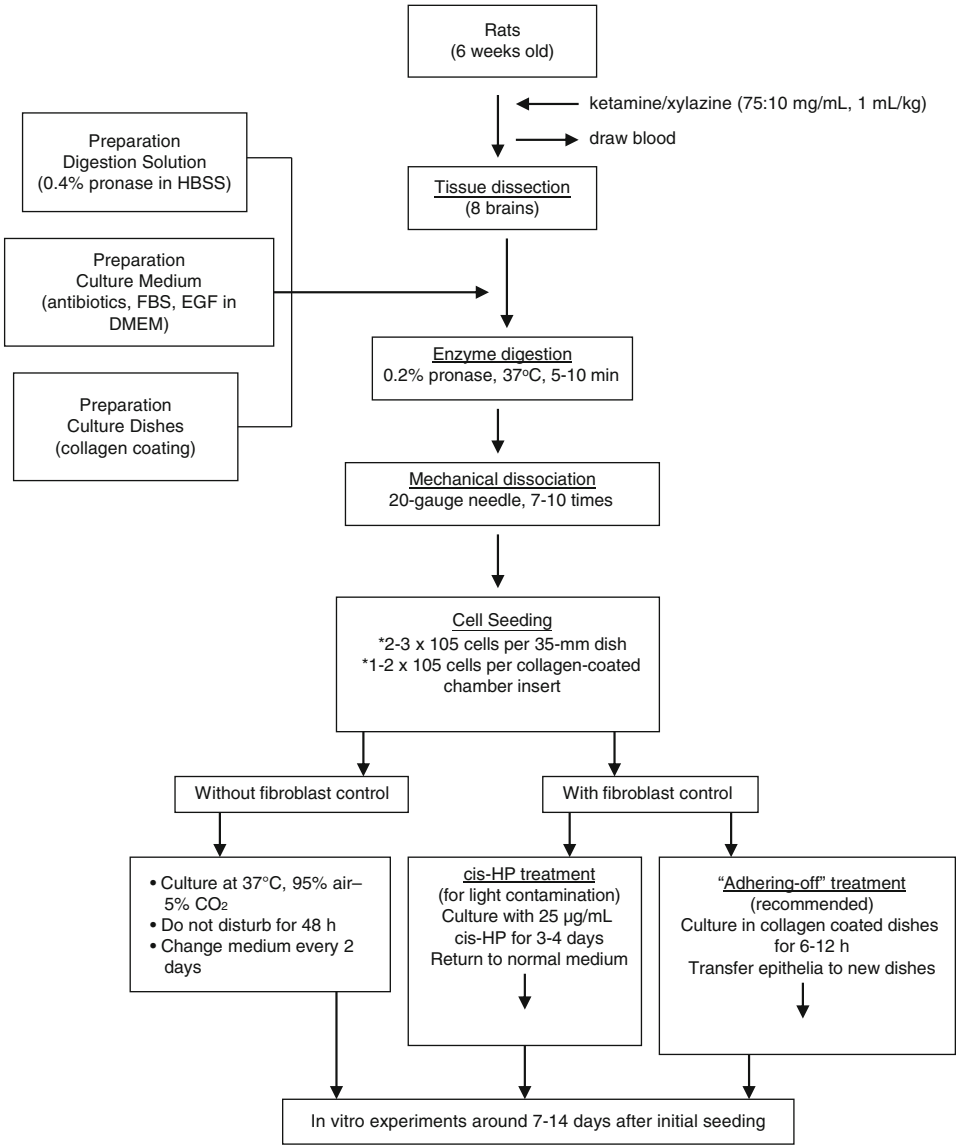 Rats
(6 weeks old)
ketamine/xylazine (75:10 mg/mL, 1 mL/kg)
draw blood
Preparation
Digestion Solution
(0.4% pronase in HBSS)
Tissue dissection
(8 brains)
Preparation
Culture Medium
(antibiotics, FBS, EGF in
DMEM)
Enzyme digestion
0.2% pronase, 37ºC, 5-10 min
Preparation
Culture Dishes
(collagen coating)
Mechanical dissociation
20-gauge needle, 7-10 times
Cell Seeding
*2-3 x 105 cells per 35-mm dish
*1-2 x 105 cells per collagen-coated
chamber insert
Without fibroblast control
With fibroblast control
• Culture at 37°C, 95% air–
5% CO₂
• Do not disturb for 48 h
• Change medium every 2
days
cis-HP treatment
(for light contamination)
Culture with 25 µg/mL
cis-HP for 3-4 days
Return to normal medium
“Adhering-off” treatment
(recommended)
Culture in collagen coated dishes
for 6-12 h
Transfer epithelia to new dishes
In vitro experiments around 7-14 days after initial seeding